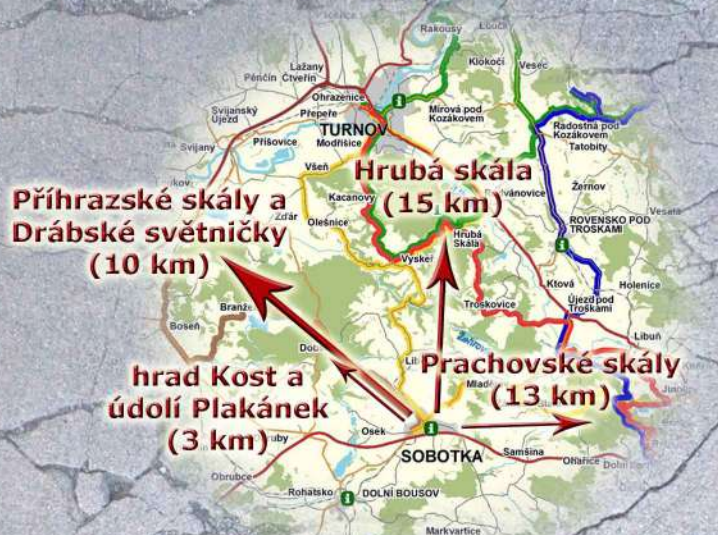 Rakousy
Loučky
Klokočí
Vesec
Lažany
Pěnčín Čtveřín
Ohrazenice
Svijanský
Újezd
Přepeře
Mírová pod
Kozákovem
Radostná pod
Kozákovem
TURNOV
Modřišice
Tatobity
Svijany
Příšovice
Všeň
Hrubá skála
(15 km)
Kacanovy
Žernov
Příhrazské skály a
Drábské světničky
(10 km)
Žďár
Olešnice
ROVENSKO POD
TROSKAMI
Hrubá
Skála
Vyskeř
Ktová
Holenice
Troskovice
Újezd pod
Troskami
Boseň
Libuň
Prachovské skály
(13 km)
hrad Kost a
údolí Plakánek
(3 km)
Osek
SOBOTKA
Samšina
Ohařice
Obrubce
Rohatsko
DOLNÍ BOUSOV
Markvartice